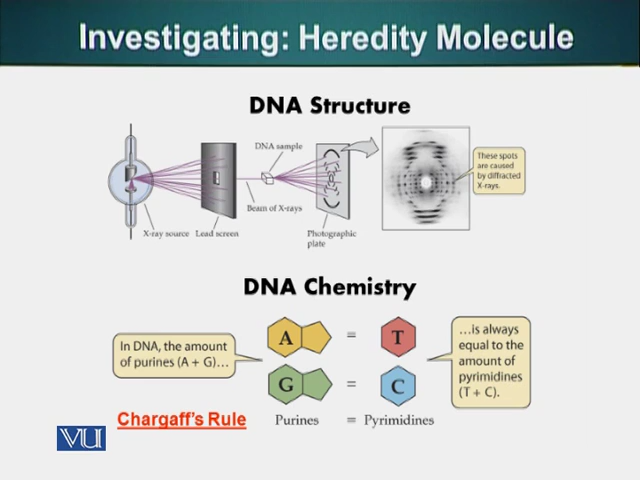 Investigating: Heredity Molecule
DNA Structure
DNA sample
These spots
are caused
by diffracted
X-rays.
X-ray source
Lead screen
Beam of X-rays
Photographic
plate
DNA Chemistry
In DNA, the amount
of purines (A + G)…
A = T
G = C
…is always
equal to the
amount of
pyrimidines
(T + C).
Chargaff's Rule
Purines = Pyrimidines
VU